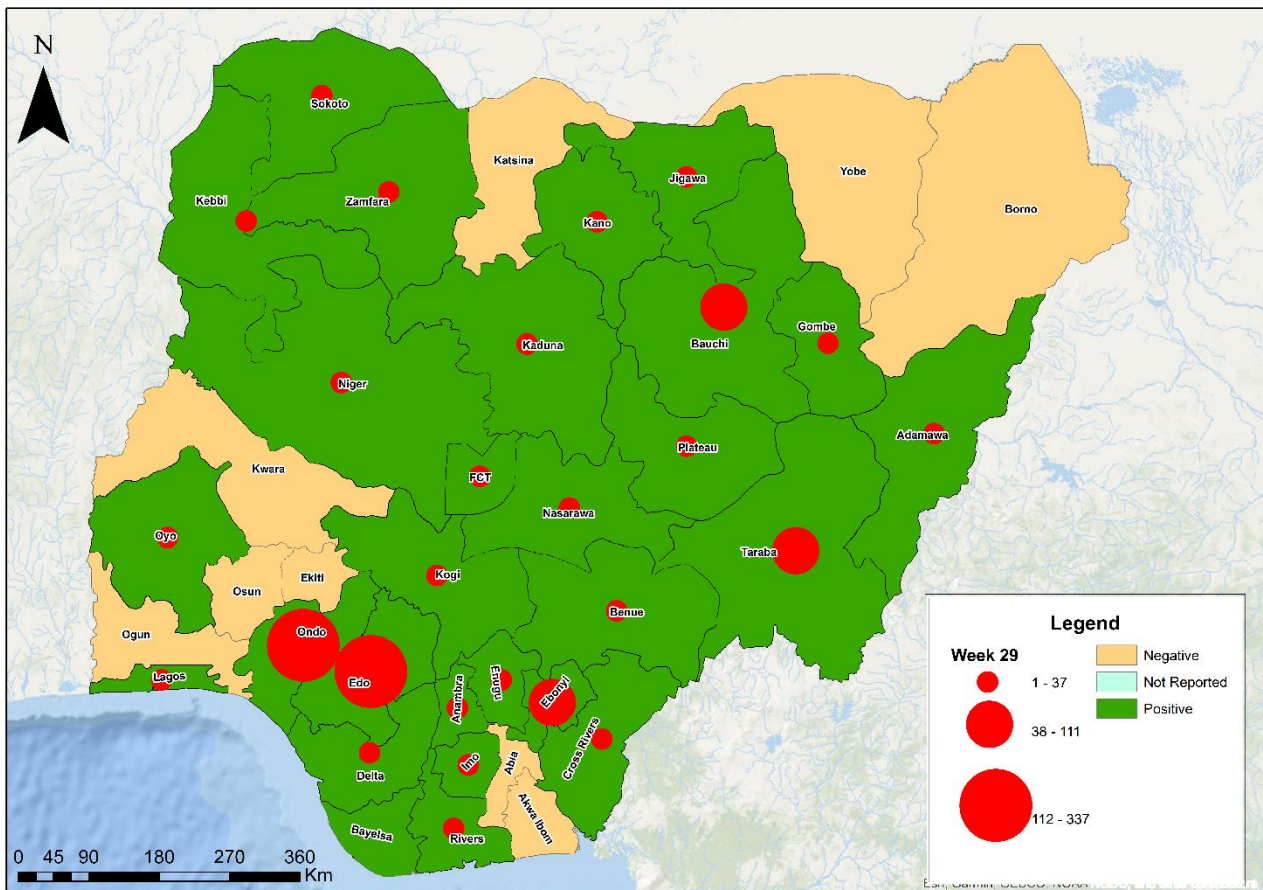 N
Sokoto
Katsina
Jigawa
Yobe
Kebbi
Zamfara
Kano
Borno
Gombe
Kaduna
Bauchi
Niger
Adamawa
Plateau
Kwara
FCT
Nasarawa
Oyo
Taraba
Ekiti
Kogi
Osun
Benue
Ondo
Ogun
Lagos
Edo
Anambra
Enugu
Ebonyi
Cross Rivers
Delta
Imo
Abia
Akwa Ibom
Bayelsa
Rivers
0 45 90 180 270 360
Km
Legend
Week 29
1 - 37
38 - 111
112 - 337
Negative
Not Reported
Positive